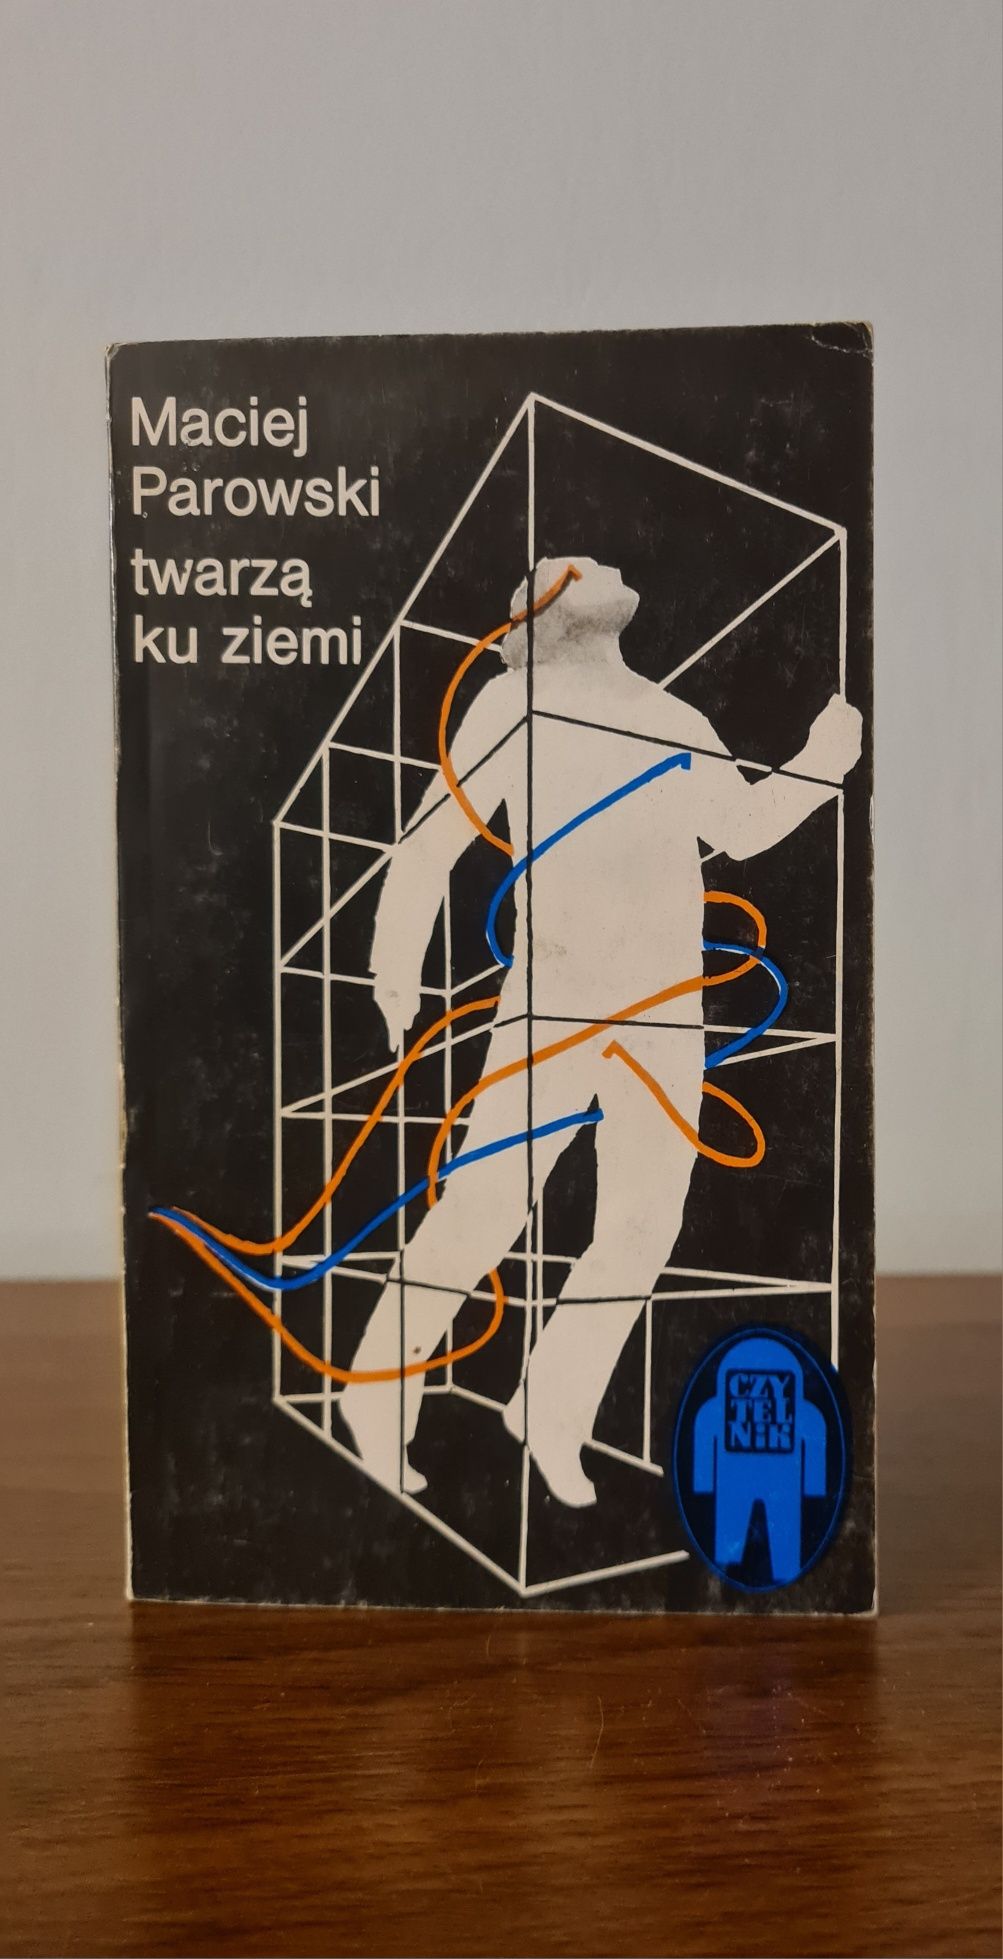 Maciej
Parowski
twarzą
ku ziemi
CZY
TEL
NiK